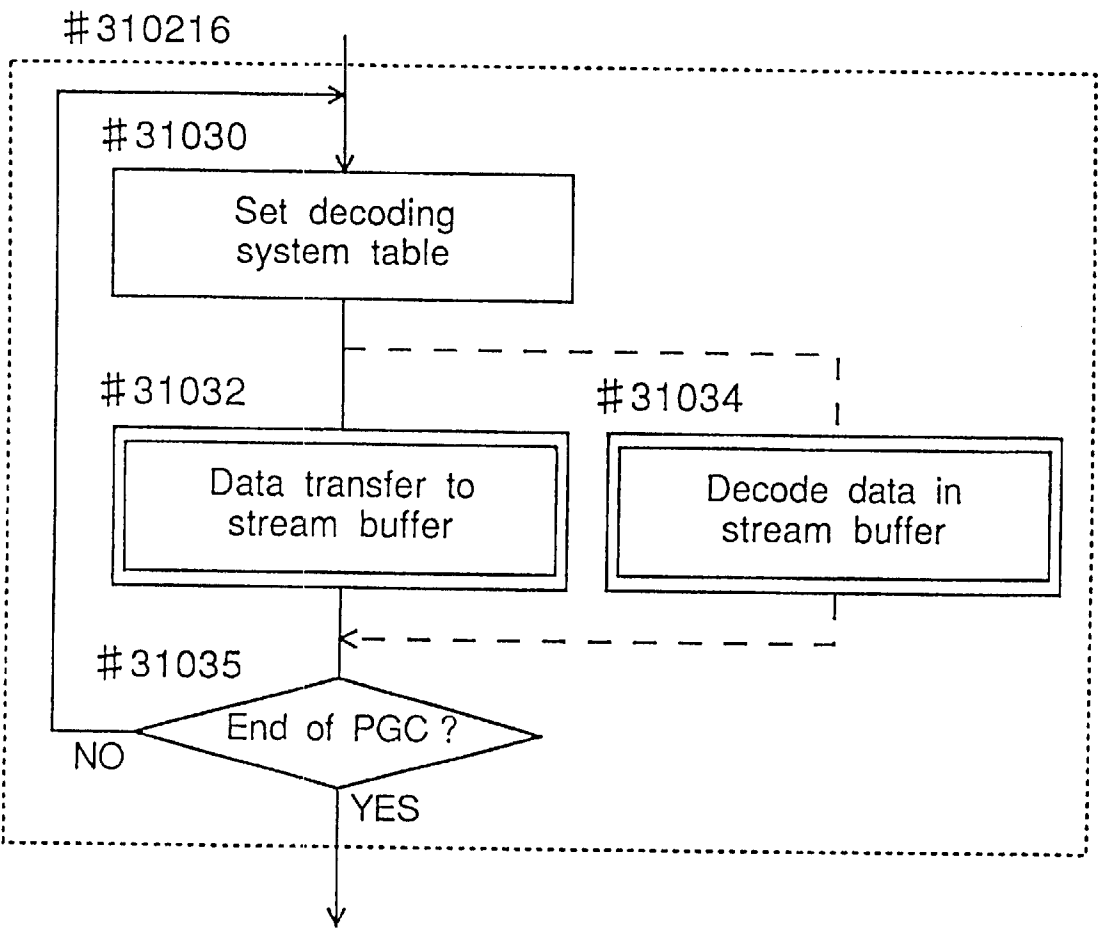 #310216
#31030
Set decoding
system table
#31032
#31034
Data transfer to
stream buffer
Decode data in
stream buffer
#31035
End of PGC ?
NO
YES